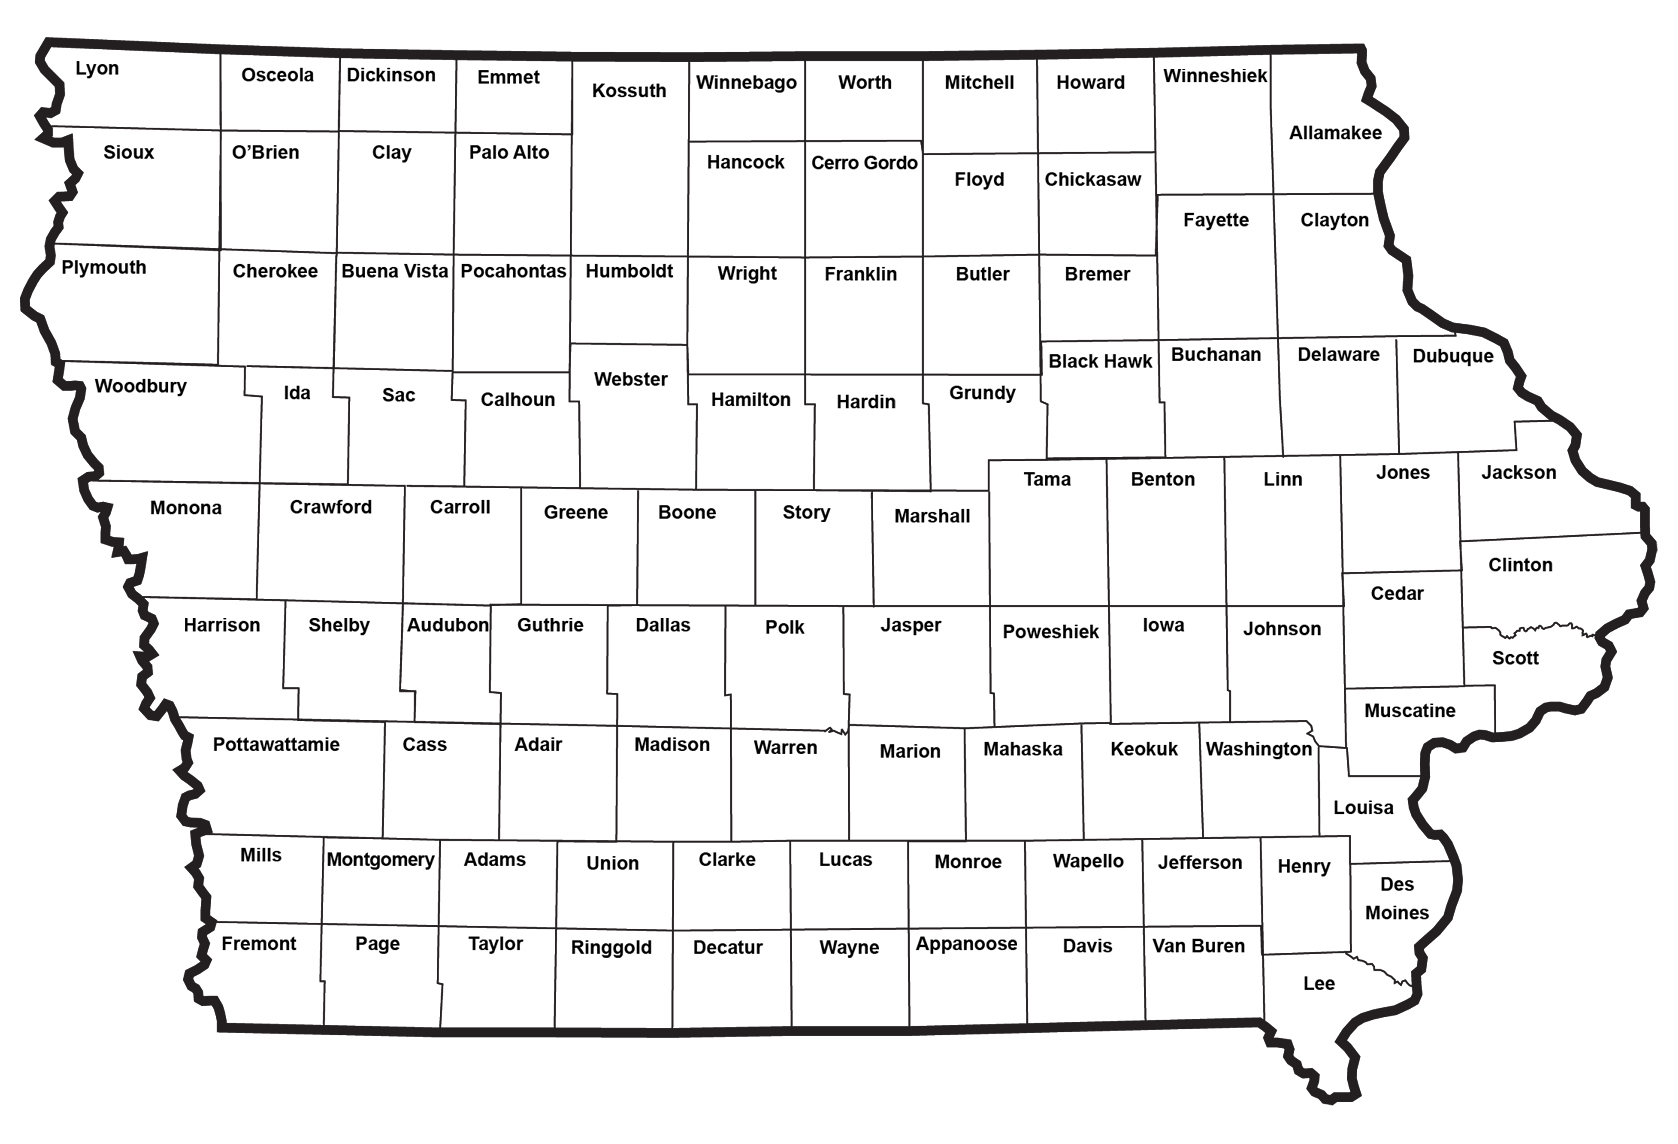 Lyon
Osceola
Dickinson
Emmet
Kossuth
Winnebago
Worth
Mitchell
Howard
Winneshiek
Allamakee
Sioux
O’Brien
Clay
Palo Alto
Hancock
Cerro Gordo
Floyd
Chickasaw
Fayette
Clayton
Plymouth
Cherokee
Buena Vista
Pocahontas
Humboldt
Wright
Franklin
Butler
Bremer
Black Hawk
Buchanan
Delaware
Dubuque
Woodbury
Ida
Sac
Calhoun
Webster
Hamilton
Hardin
Grundy
Tama
Benton
Linn
Jones
Jackson
Monona
Crawford
Carroll
Greene
Boone
Story
Marshall
Clinton
Cedar
Harrison
Shelby
Audubon
Guthrie
Dallas
Polk
Jasper
Poweshiek
Iowa
Johnson
Scott
Muscatine
Pottawattamie
Cass
Adair
Madison
Warren
Marion
Mahaska
Keokuk
Washington
Louisa
Mills
Montgomery
Adams
Union
Clarke
Lucas
Monroe
Wapello
Jefferson
Henry
Des
Moines
Fremont
Page
Taylor
Ringgold
Decatur
Wayne
Appanoose
Davis
Van Buren
Lee